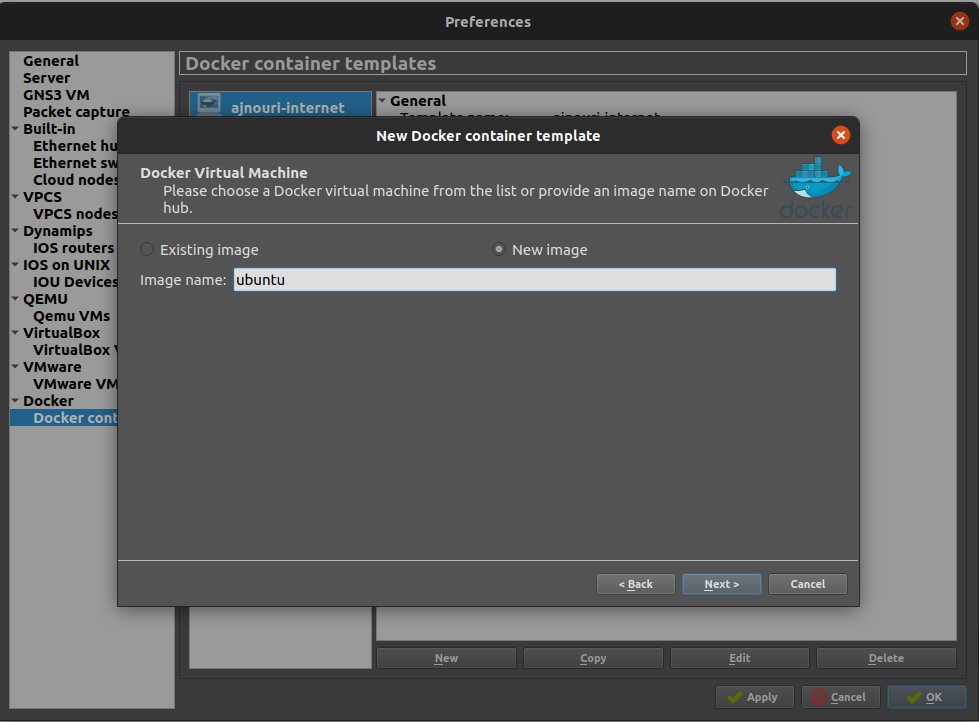 Preferences
General
Server
GNS3 VM
Packet capture
Built-in
Ethernet hu
Ethernet sw
Cloud nodes
VPCS
VPCS nodes
Dynamips
IOS routers
IOS on UNIX
IOU Devices
QEMU
Qemu VMs
VirtualBox
VirtualBox V
VMware
VMware VM
Docker
Docker cont
Docker container templates
ajnouri-internet
General
New Docker container template
Docker Virtual Machine
Please choose a Docker virtual machine from the list or provide an image name on Docker
hub.
docker
Existing image New image
Image name: ubuntu
< Back Next > Cancel
New Copy Edit Delete
Apply Cancel OK